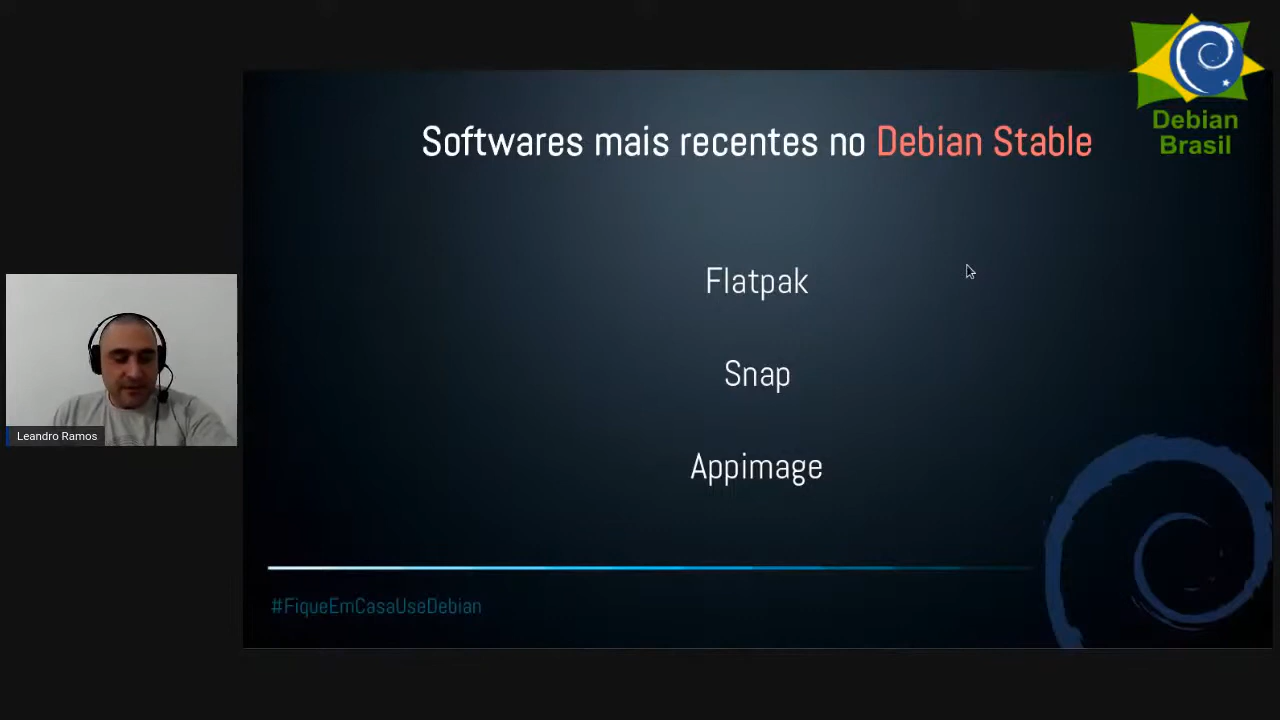 Debian
Brasil
Softwares mais recentes no Debian Stable
Flatpak
Snap
Appimage
Leandro Ramos
#FiqueEmCasaUseDebian